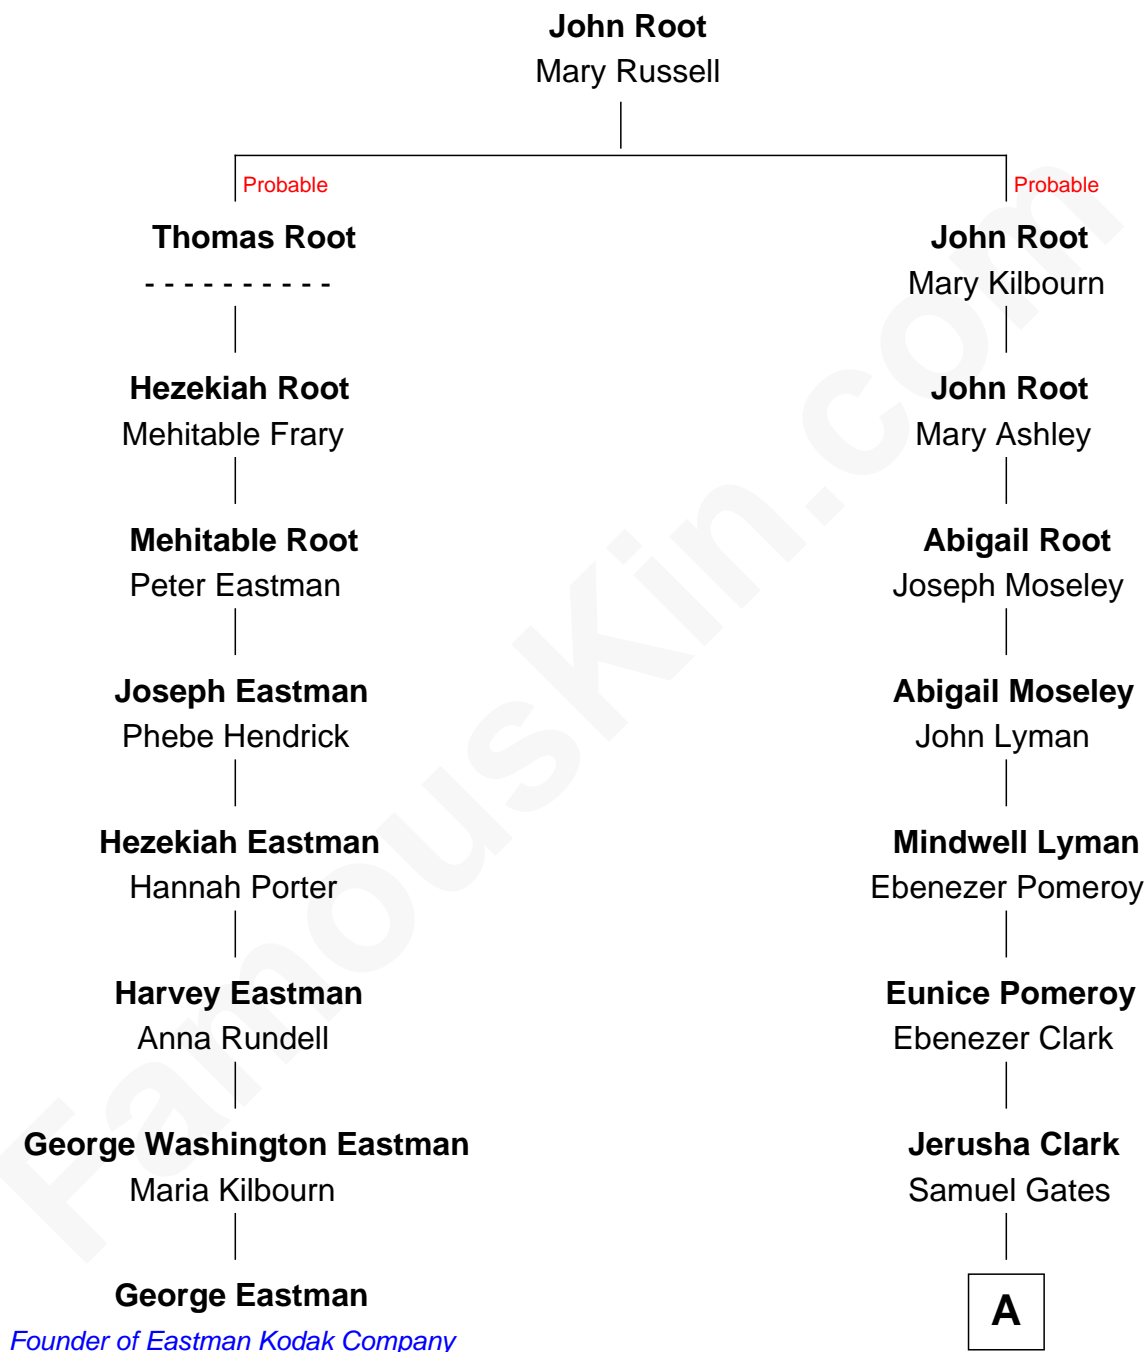 John Root
Mary Russell
Probable
Probable
Thomas Root
- - - - - - - - - -
John Root
Mary Kilbourn
Hezekiah Root
Mehitable Frary
John Root
Mary Ashley
Mehitable Root
Peter Eastman
Abigail Root
Joseph Moseley
Joseph Eastman
Phebe Hendrick
Abigail Moseley
John Lyman
Hezekiah Eastman
Hannah Porter
Mindwell Lyman
Ebenezer Pomeroy
Harvey Eastman
Anna Rundell
Eunice Pomeroy
Ebenezer Clark
George Washington Eastman
Maria Kilbourn
Jerusha Clark
Samuel Gates
George Eastman
Founder of Eastman Kodak Company
A
FamousKin.com